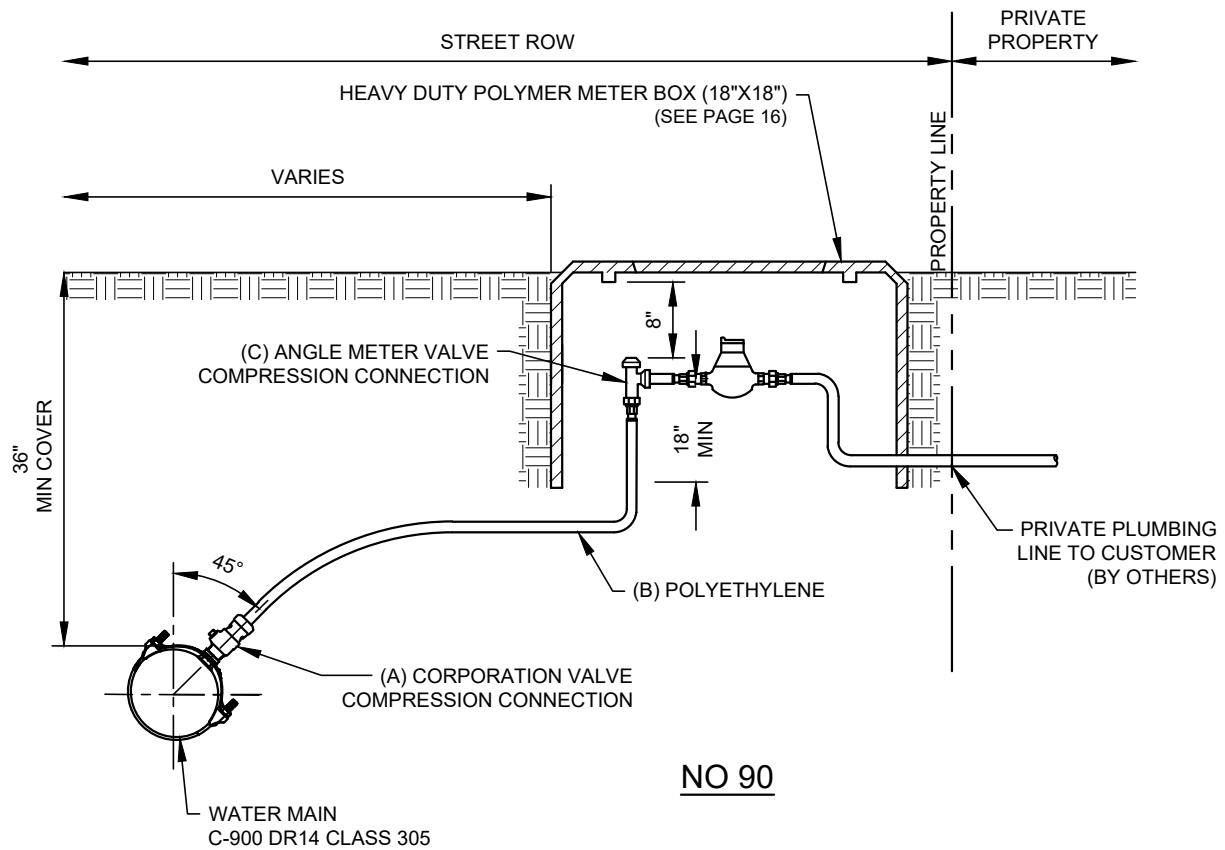 STREET ROW
PRIVATE
PROPERTY
HEAVY DUTY POLYMER METER BOX (18"X18")
(SEE PAGE 16)
PROPERTY LINE
VARIES
8"
(C) ANGLE METER VALVE
COMPRESSION CONNECTION
18"
MIN
36"
MIN COVER
45°
PRIVATE PLUMBING
LINE TO CUSTOMER
(BY OTHERS)
(B) POLYETHYLENE
(A) CORPORATION VALVE
COMPRESSION CONNECTION
NO 90
WATER MAIN
C-900 DR14 CLASS 305